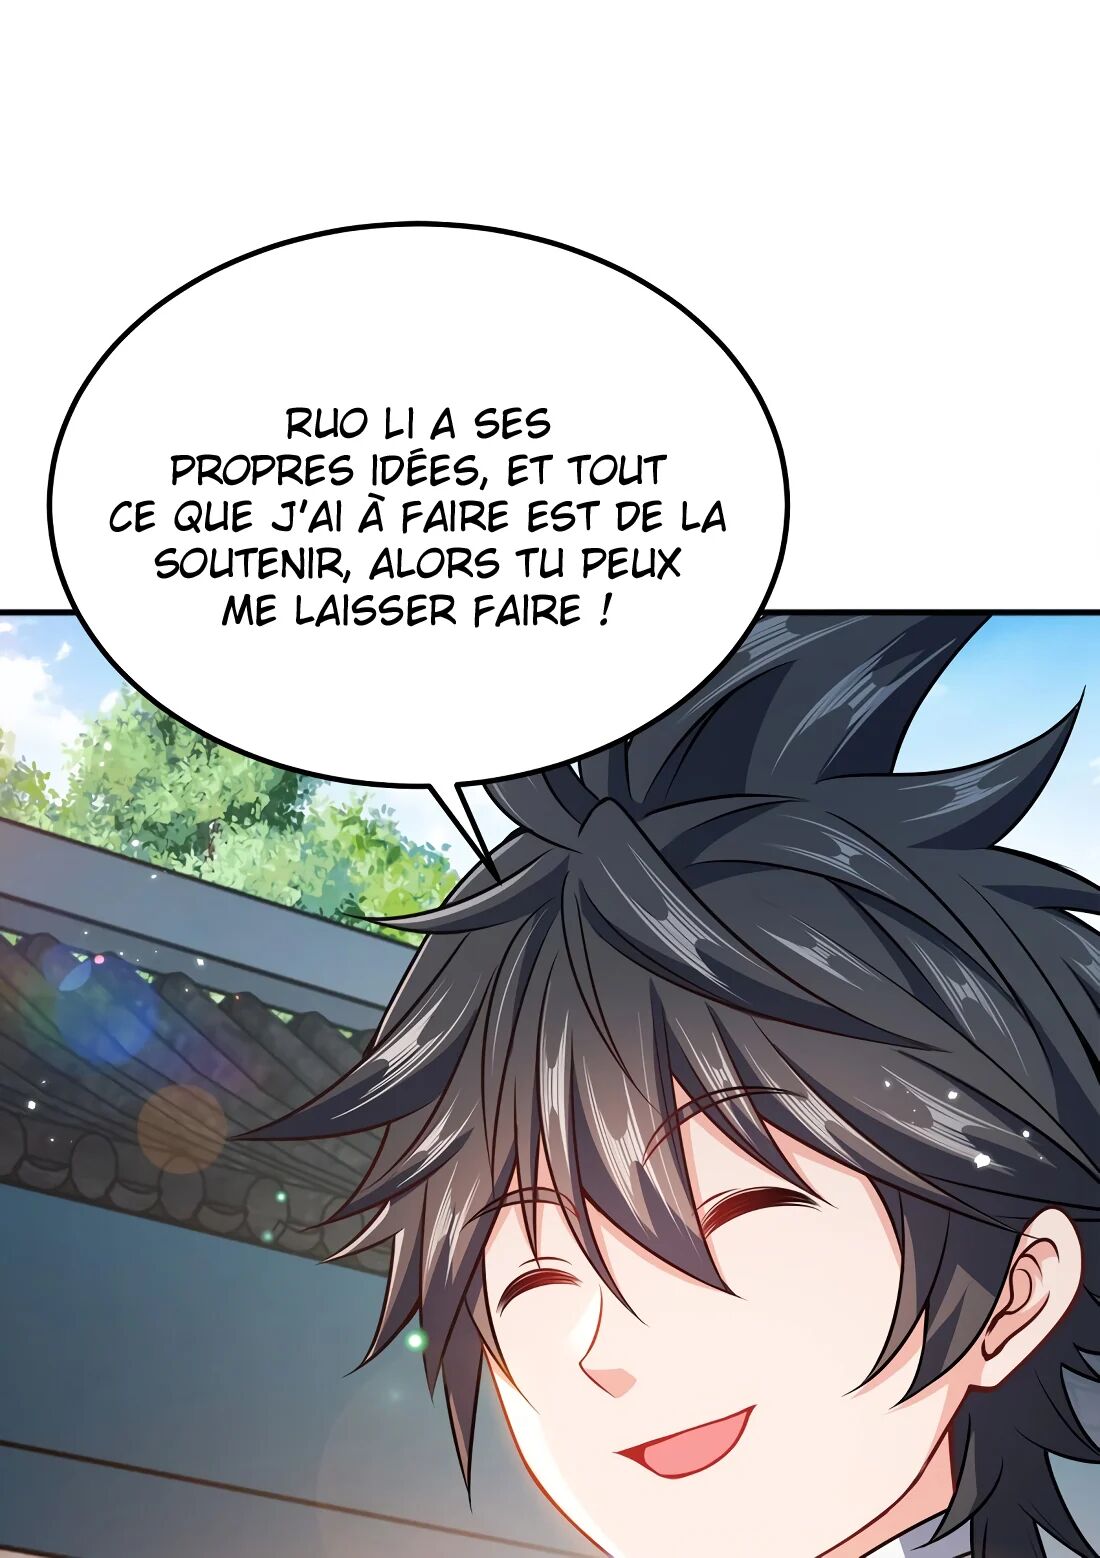 RUO LI A SES
PROPRES IDÉES, ET TOUT
CE QUE J'AI À FAIRE EST DE LA
SOUTENIR, ALORS TU PEUX
ME LAISSER FAIRE !